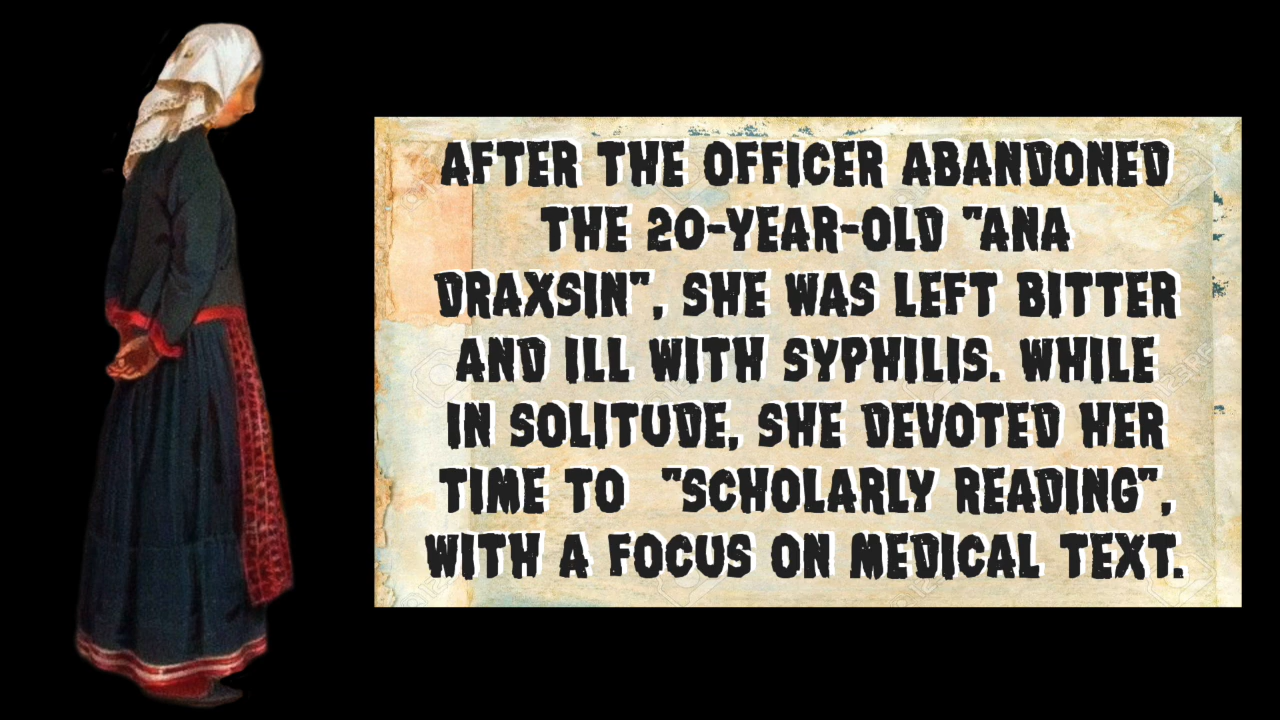 AFTER THE OFFICER ABANDONED
THE 20-YEAR-OLD "ANA
DRAXSIN", SHE WAS LEFT BITTER
AND ILL WITH SYPHILIS. WHILE
IN SOLITUDE, SHE DEVOTED HER
TIME TO "SCHOLARLY READING",
WITH A FOCUS ON MEDICAL TEXT.